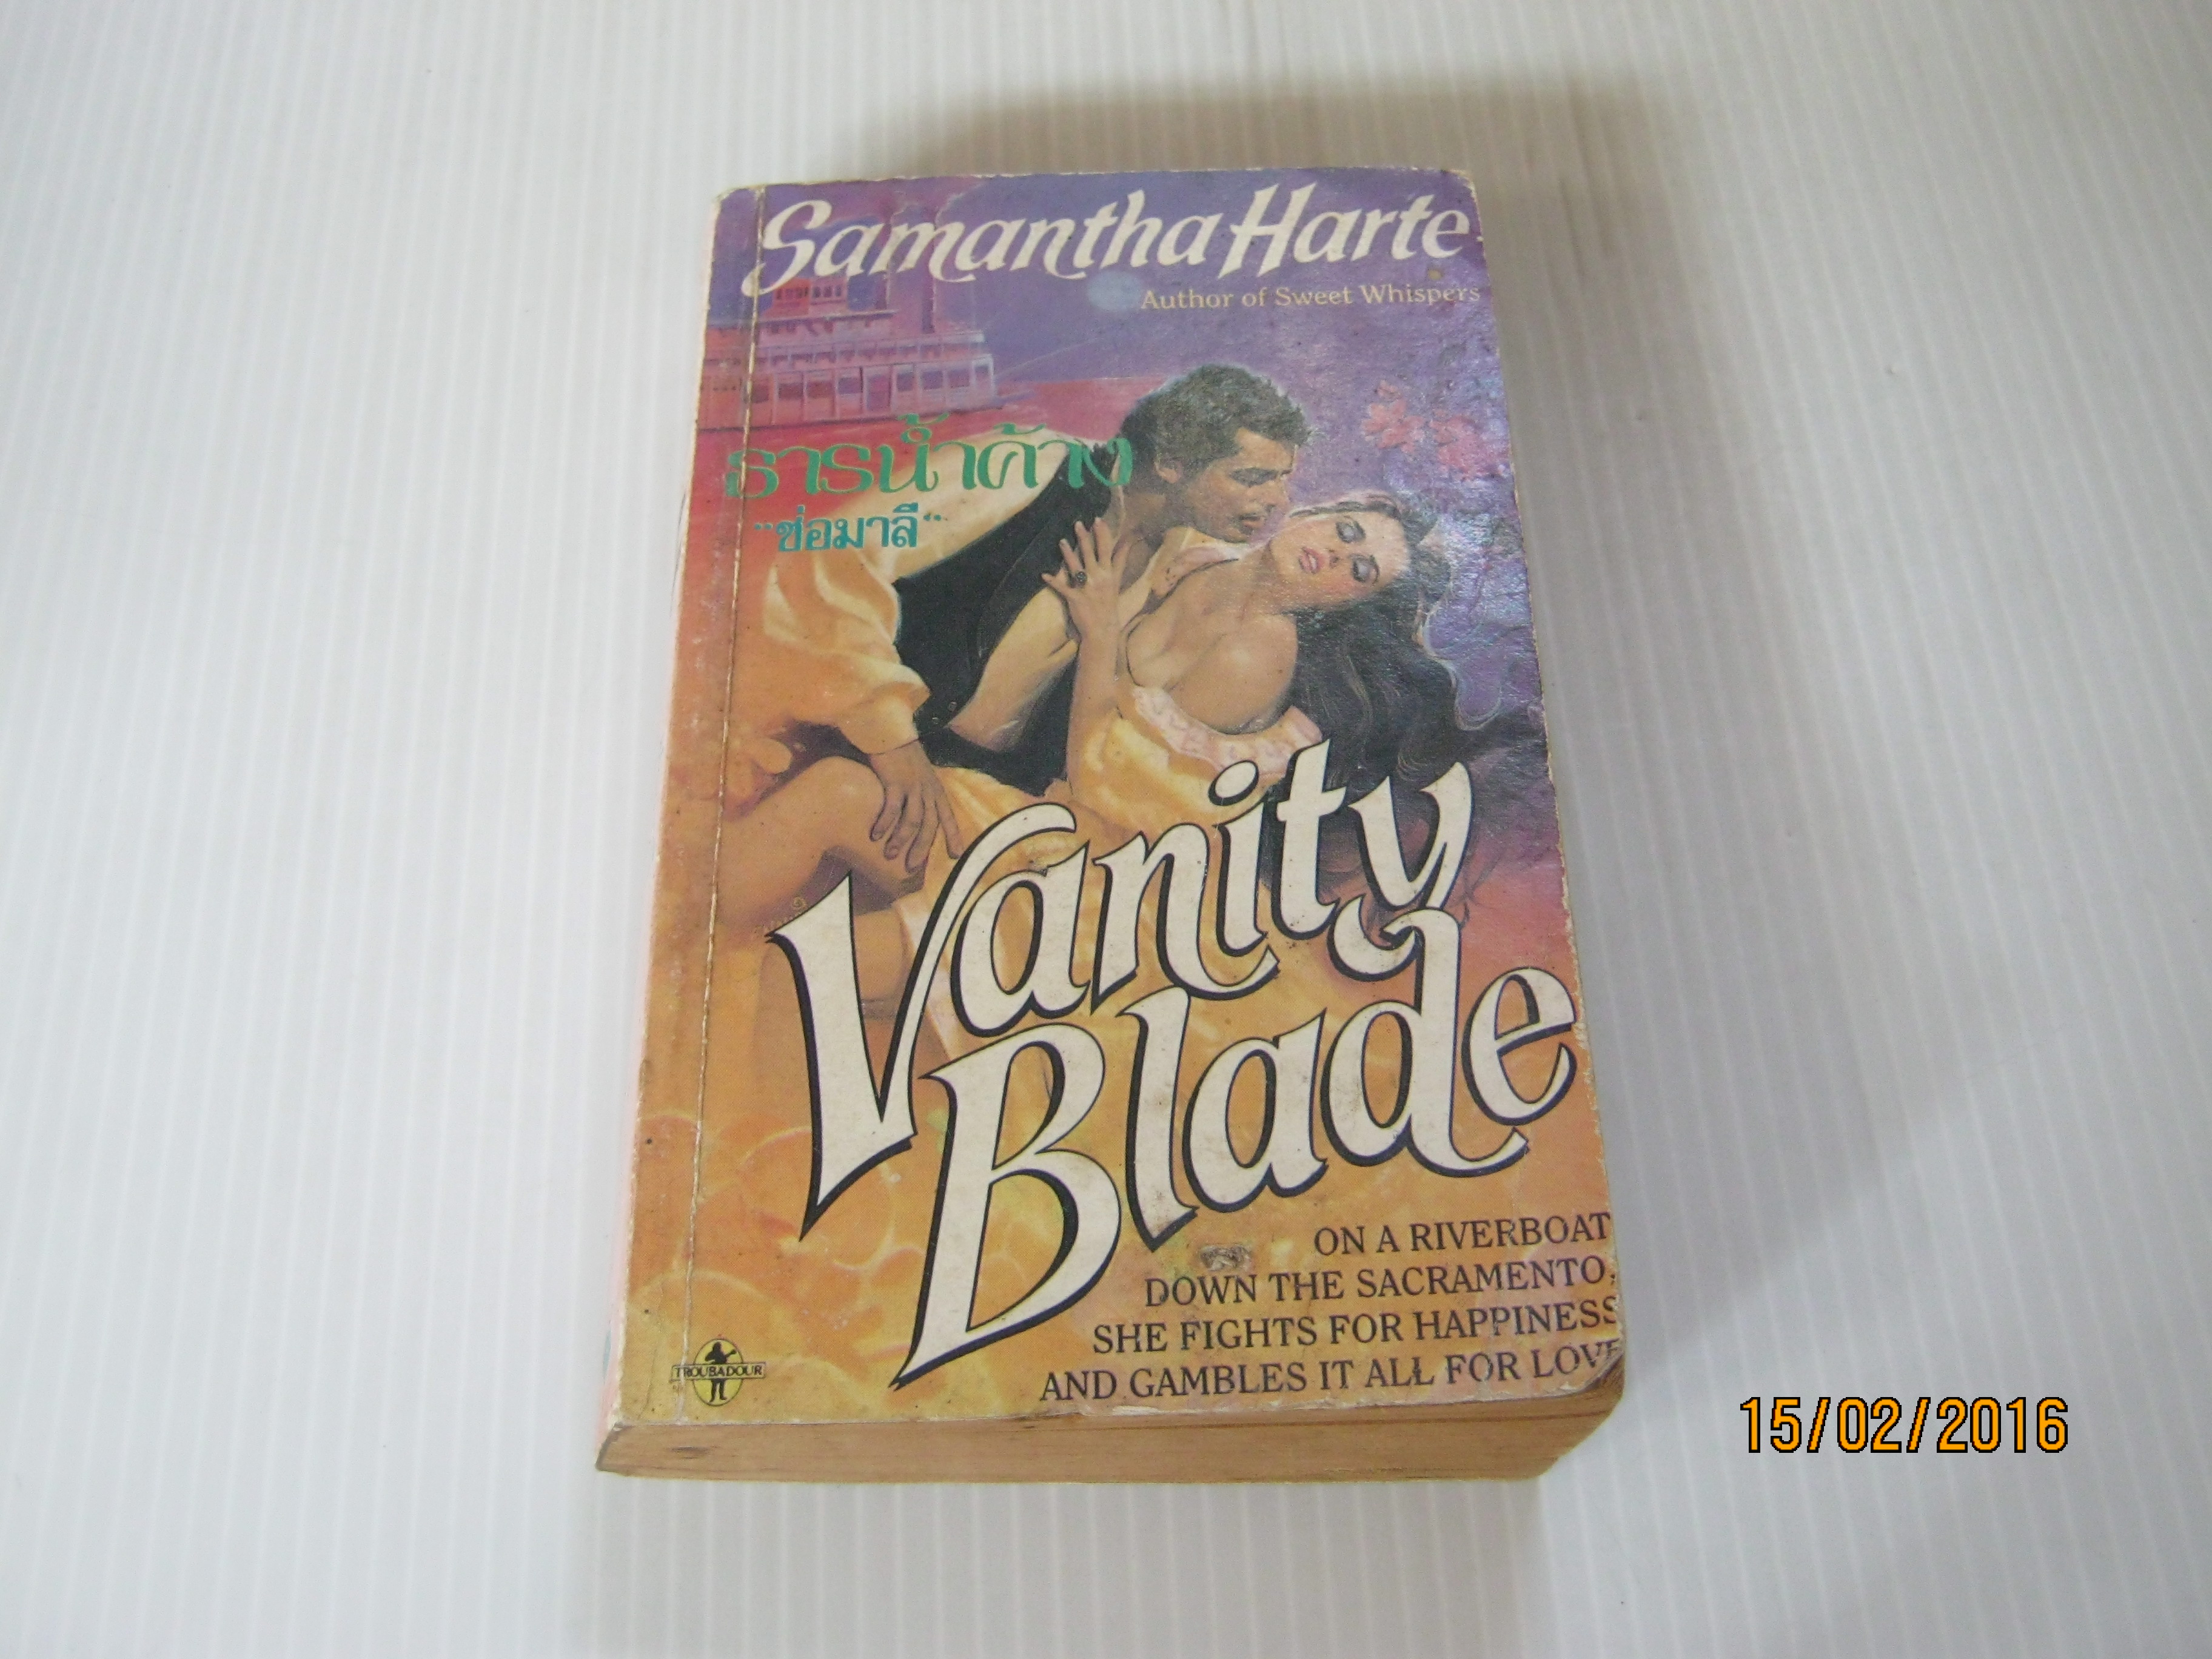 Samantha Harte
Author of Sweet Whispers
ธารน้ำค้าง
"ช่อมาลี"
Vanity
Blade
ON A RIVERBOAT
DOWN THE SACRAMENTO,
SHE FIGHTS FOR HAPPINESS
AND GAMBLES IT ALL FOR LOVE
TROUBADOUR
15/02/2016